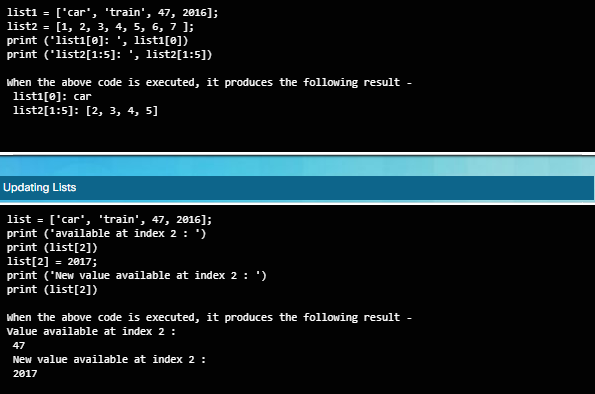 list1 = ['car', 'train', 47, 2016];
list2 = [1, 2, 3, 4, 5, 6, 7 ];
print ('list1[0]: ', list1[0])
print ('list2[1:5]: ', list2[1:5])
When the above code is executed, it produces the following result -
list1[0]: car
list2[1:5]: [2, 3, 4, 5]
Updating Lists
list = ['car', 'train', 47, 2016];
print ('available at index 2 : ')
print (list[2])
list[2] = 2017;
print ('New value available at index 2 : ')
print (list[2])
When the above code is executed, it produces the following result -
Value available at index 2 :
47
New value available at index 2 :
2017